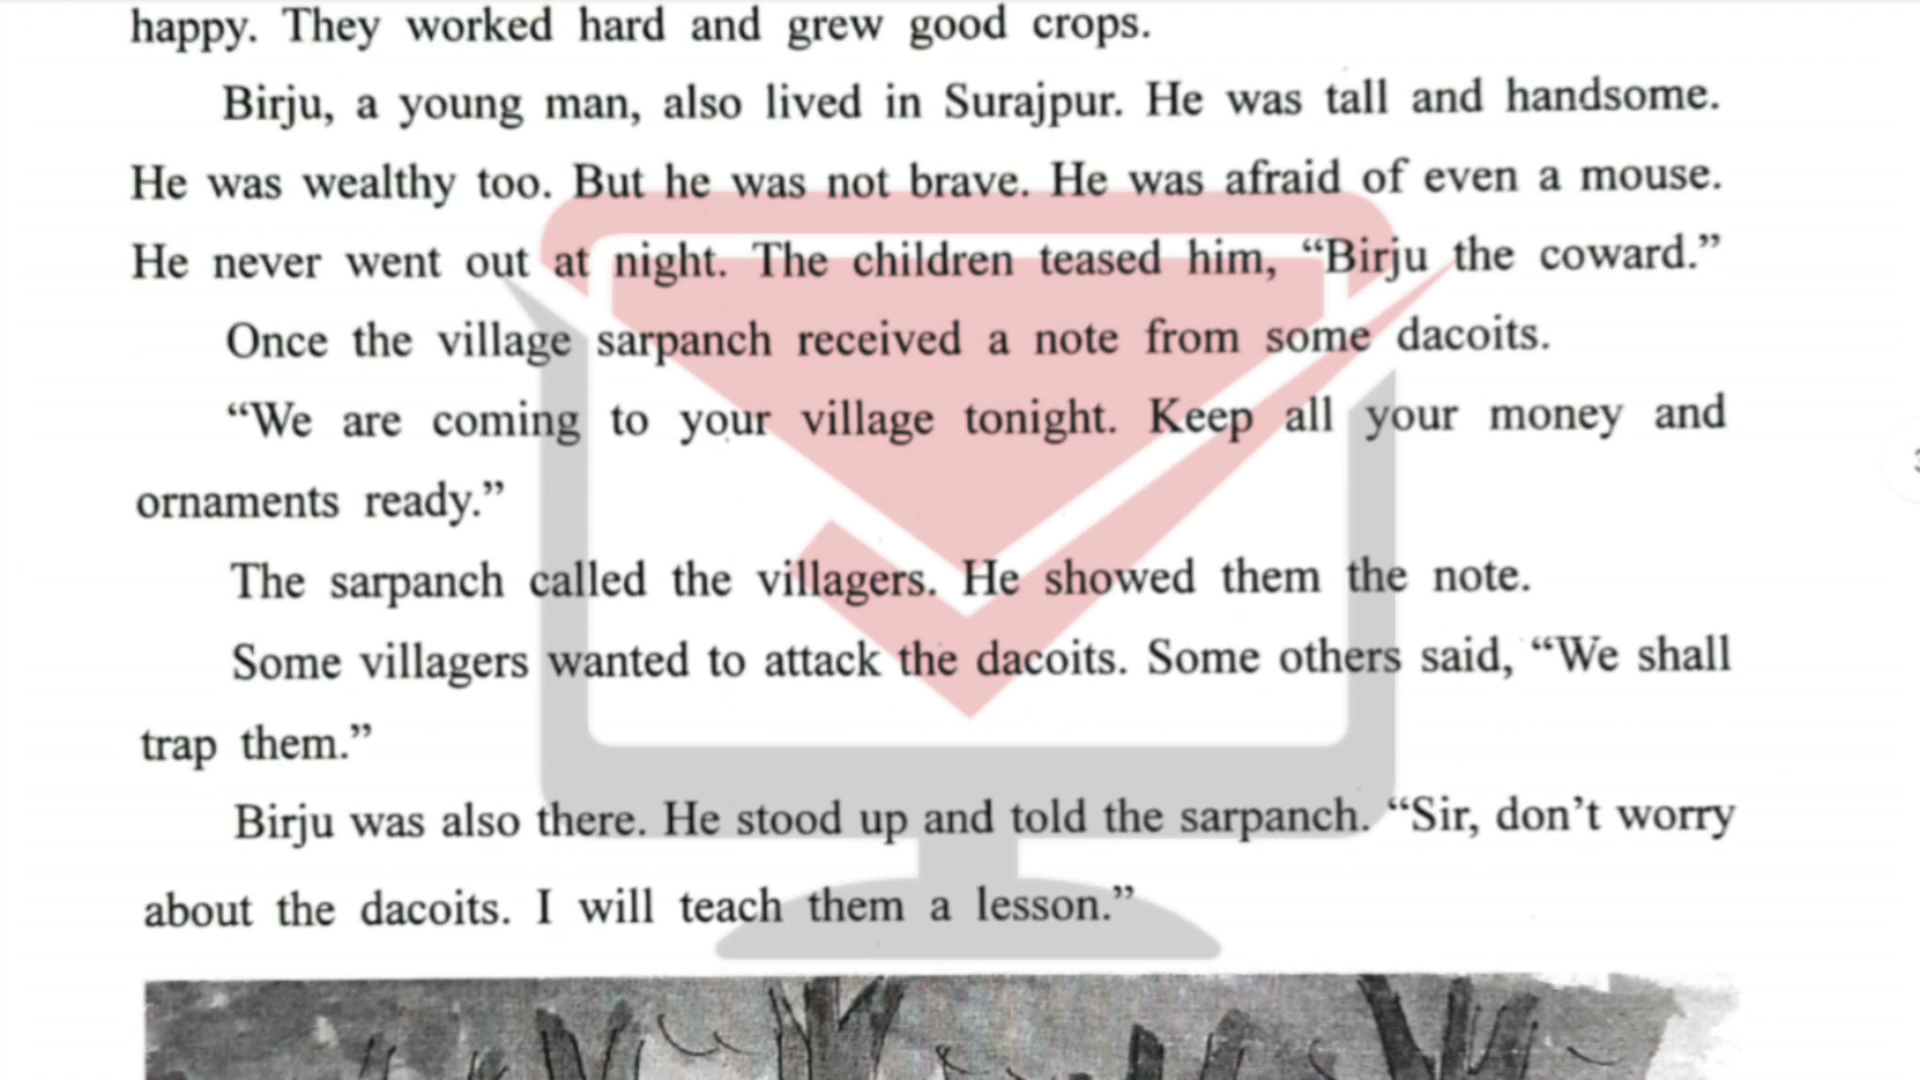 happy. They worked hard and grew good crops.
Birju, a young man, also lived in Surajpur. He was tall and handsome.
He was wealthy too. But he was not brave. He was afraid of even a mouse.
He never went out at night. The children teased him, “Birju the coward.”
Once the village sarpanch received a note from some dacoits.
“We are coming to your village tonight. Keep all your money and
ornaments ready.”
The sarpanch called the villagers. He showed them the note.
Some villagers wanted to attack the dacoits. Some others said, “We shall
trap them.”
Birju was also there. He stood up and told the sarpanch. “Sir, don’t worry
about the dacoits. I will teach them a lesson.”